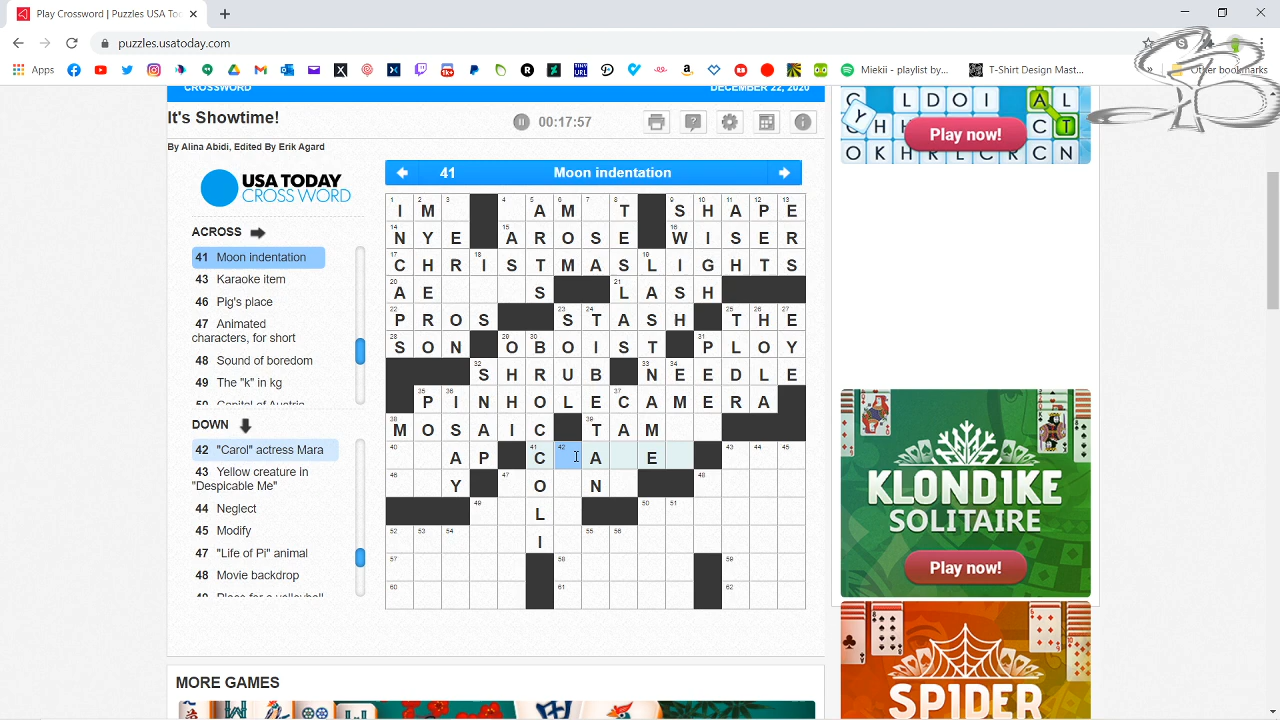 Play Crossword | Puzzles USA To
puzzles.usatoday.com
Apps
Miekii - playlist by...
T-Shirt Design Mast...
Other bookmarks
CROSSWORD
DECEMBER 22, 2020
It's Showtime!
00:17:57
By Alina Abidi, Edited By Erik Agard
USA TODAY
CROSSWORD
41 Moon indentation
ACROSS
41 Moon indentation
43 Karaoke item
46 PIg's place
47 Animated
characters, for short
48 Sound of boredom
49 The "k" in kg
50 Capital of Austria
DOWN
42 "Carol" actress Mara
43 Yellow creature in
"Despicable Me"
44 Neglect
45 Modify
47 "Life of Pi" animal
48 Movie backdrop
I M A M T S H A P E
N Y E A R O S E W I S E R
C H R I S T M A S L I G H T S
A E S L A S H
P R O S S T A S H T H E
S O N O B O I S T P L O Y
S H R U B N E E D L E
P I N H O L E C A M E R A
M O S A I C T A M
A P C A E
Y O N
L
I
L D O I A L
Y
C T
O K H R L C R C N
Play now!
KLONDIKE
SOLITAIRE
Play now!
SPIDER
MORE GAMES